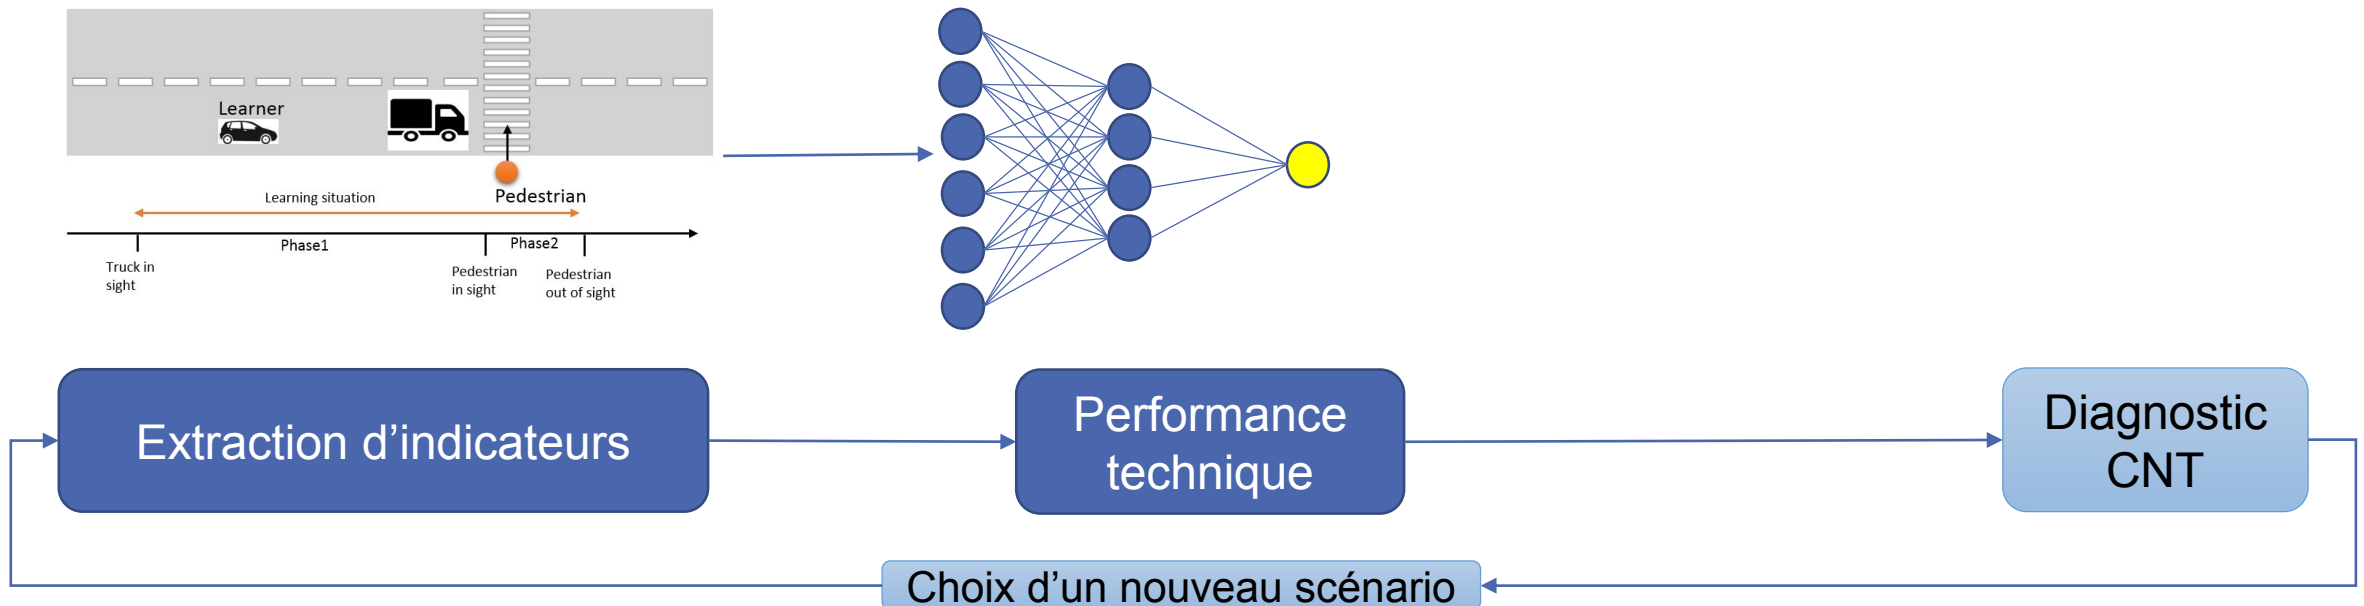 Learner
Pedestrian
Learning situation
Phase1
Phase2
Truck in
sight
Pedestrian
in sight
Pedestrian
out of sight
Extraction d’indicateurs
Performance
technique
Diagnostic
CNT
Choix d’un nouveau scénario